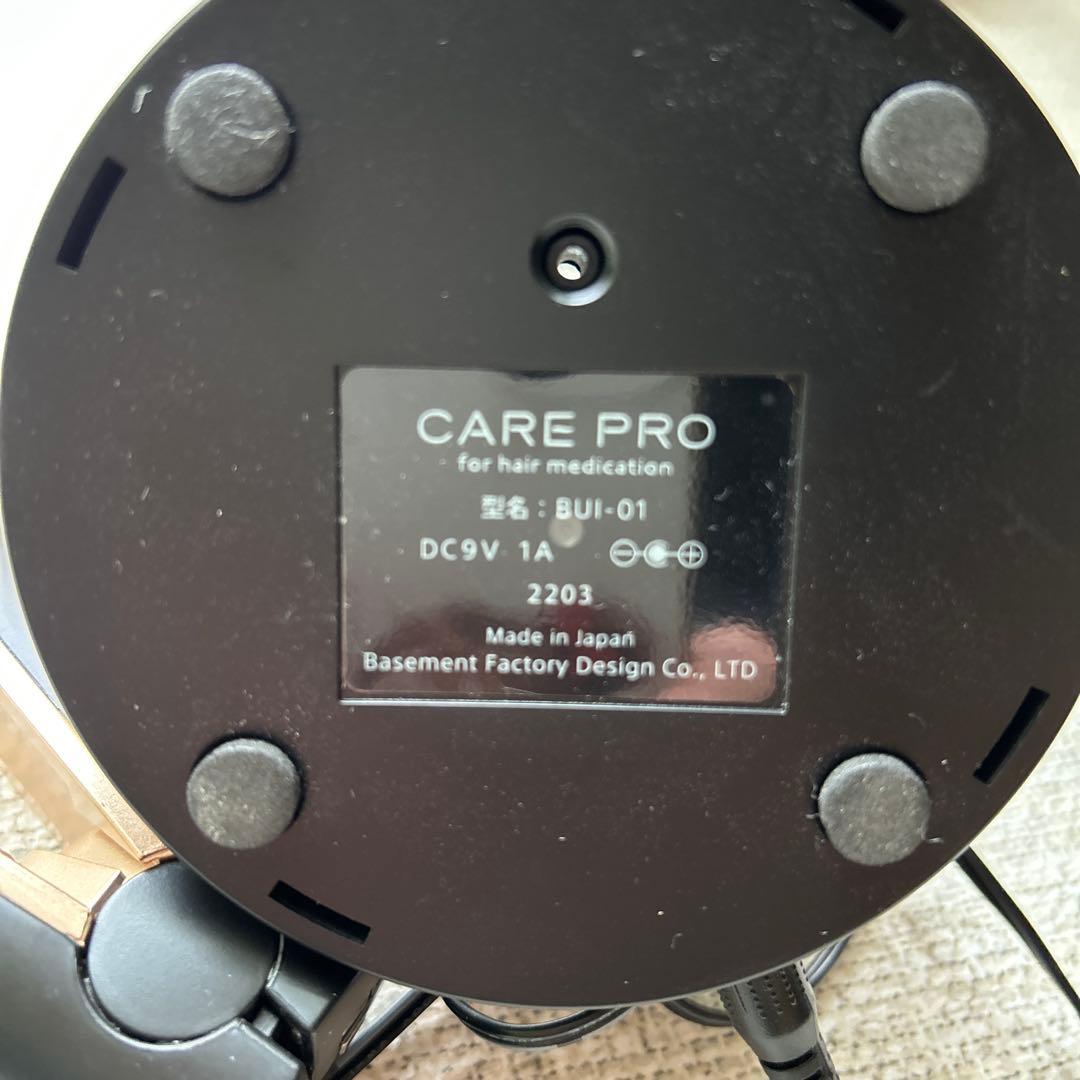 CARE PRO
for hair medication
型名：BUI-01
DC9V 1A
2203
Made in Japan
Basement Factory Design Co., LTD